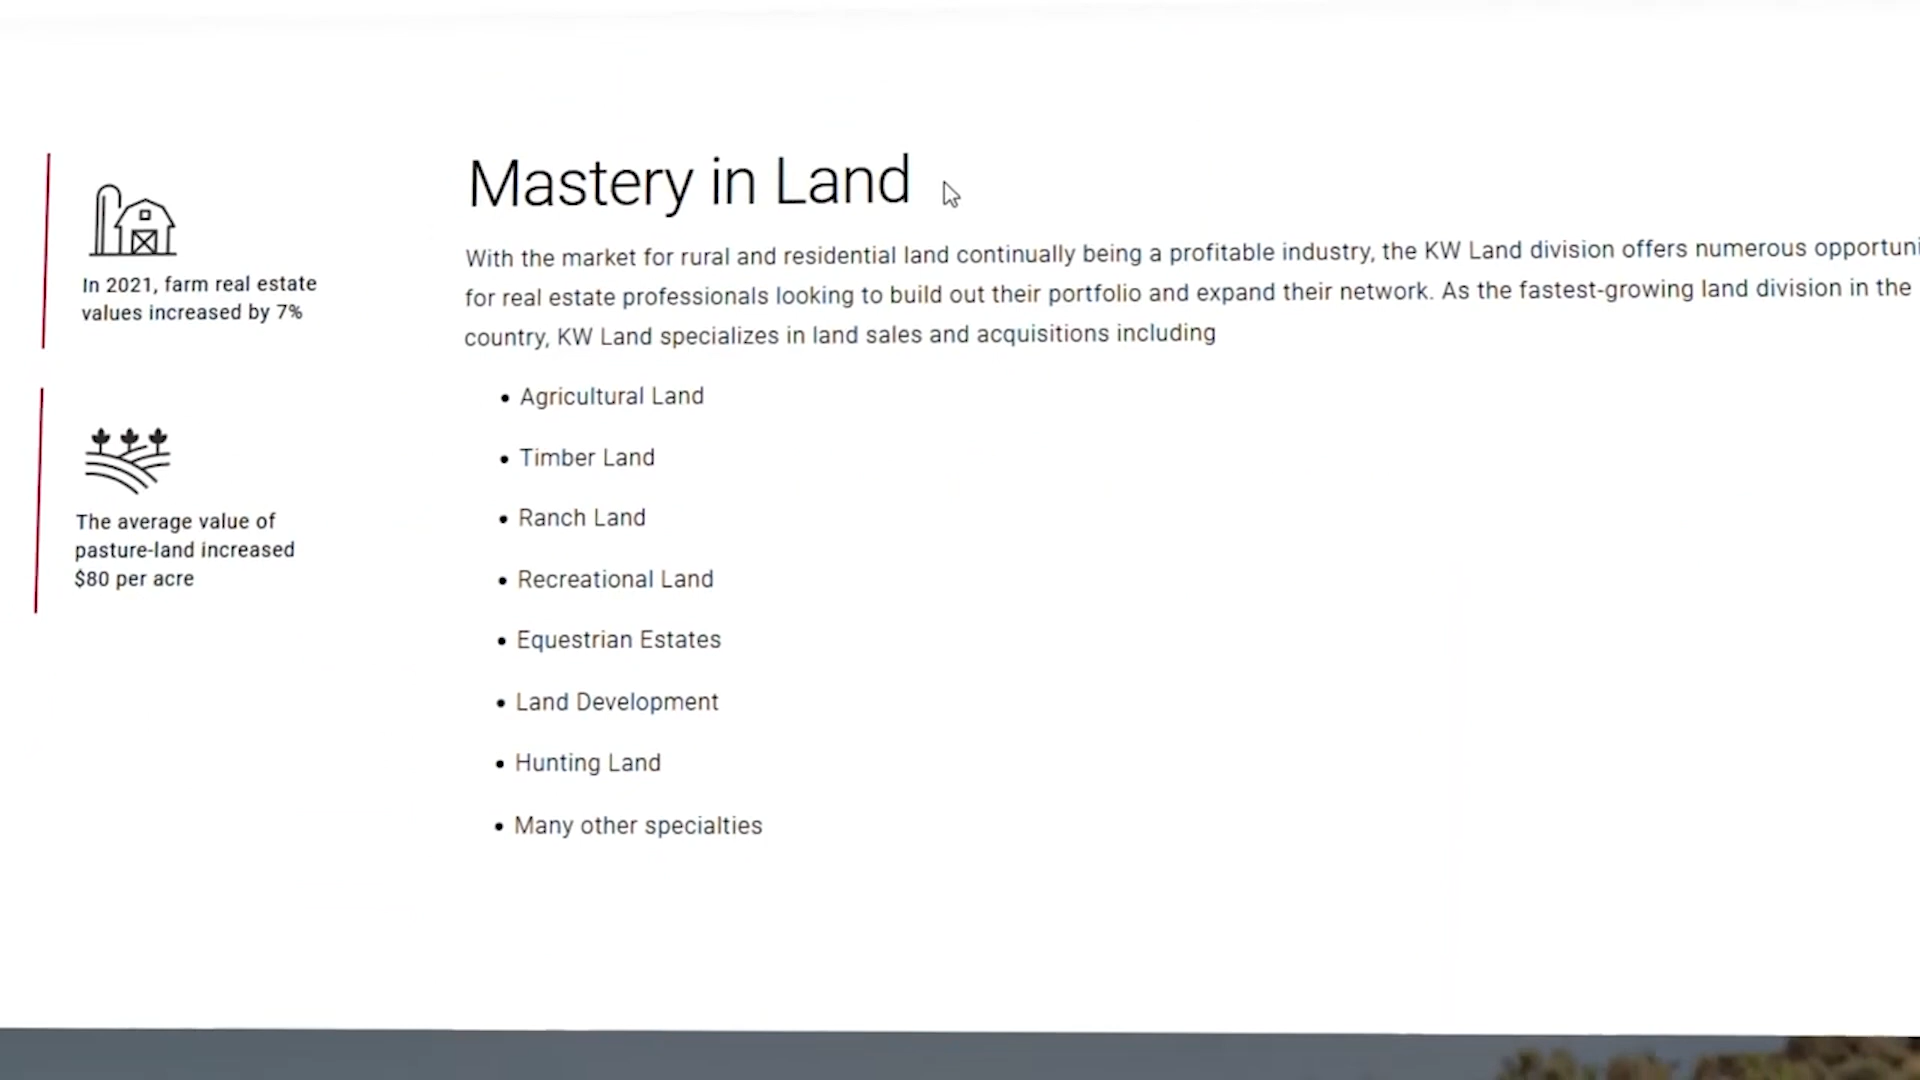 In 2021, farm real estate
values increased by 7%
The average value of
pasture-land increased
$80 per acre
Mastery in Land
With the market for rural and residential land continually being a profitable industry, the KW Land division offers numerous
for real estate professionals looking to build out their portfolio and expand their network. As the fastest-growing land division in the
country, KW Land specializes in land sales and acquisitions including
• Agricultural Land
• Timber Land
• Ranch Land
• Recreational Land
• Equestrian Estates
• Land Development
• Hunting Land
• Many other specialties